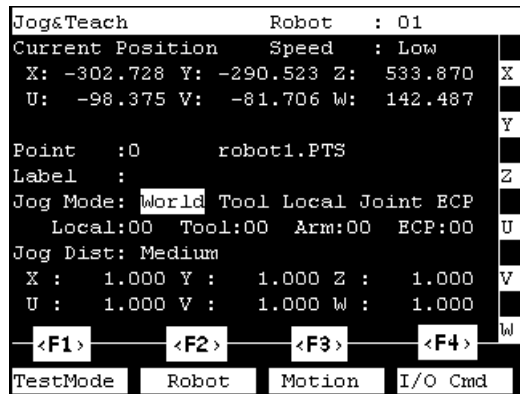 Jog&Teach Robot : 01
Current Position Speed : Low
X: -302.728 Y: -290.523 Z: 533.870 X
U: -98.375 V: -81.706 W: 142.487
Y
Point :0 robot1.PTS
Label : Z
Jog Mode: World Tool Local Joint ECP
Local:00 Tool:00 Arm:00 ECP:00 U
Jog Dist: Medium
X : 1.000 Y : 1.000 Z : 1.000 V
U : 1.000 V : 1.000 W : 1.000
W
<F1> <F2> <F3> <F4>
TestMode Robot Motion I/O Cmd